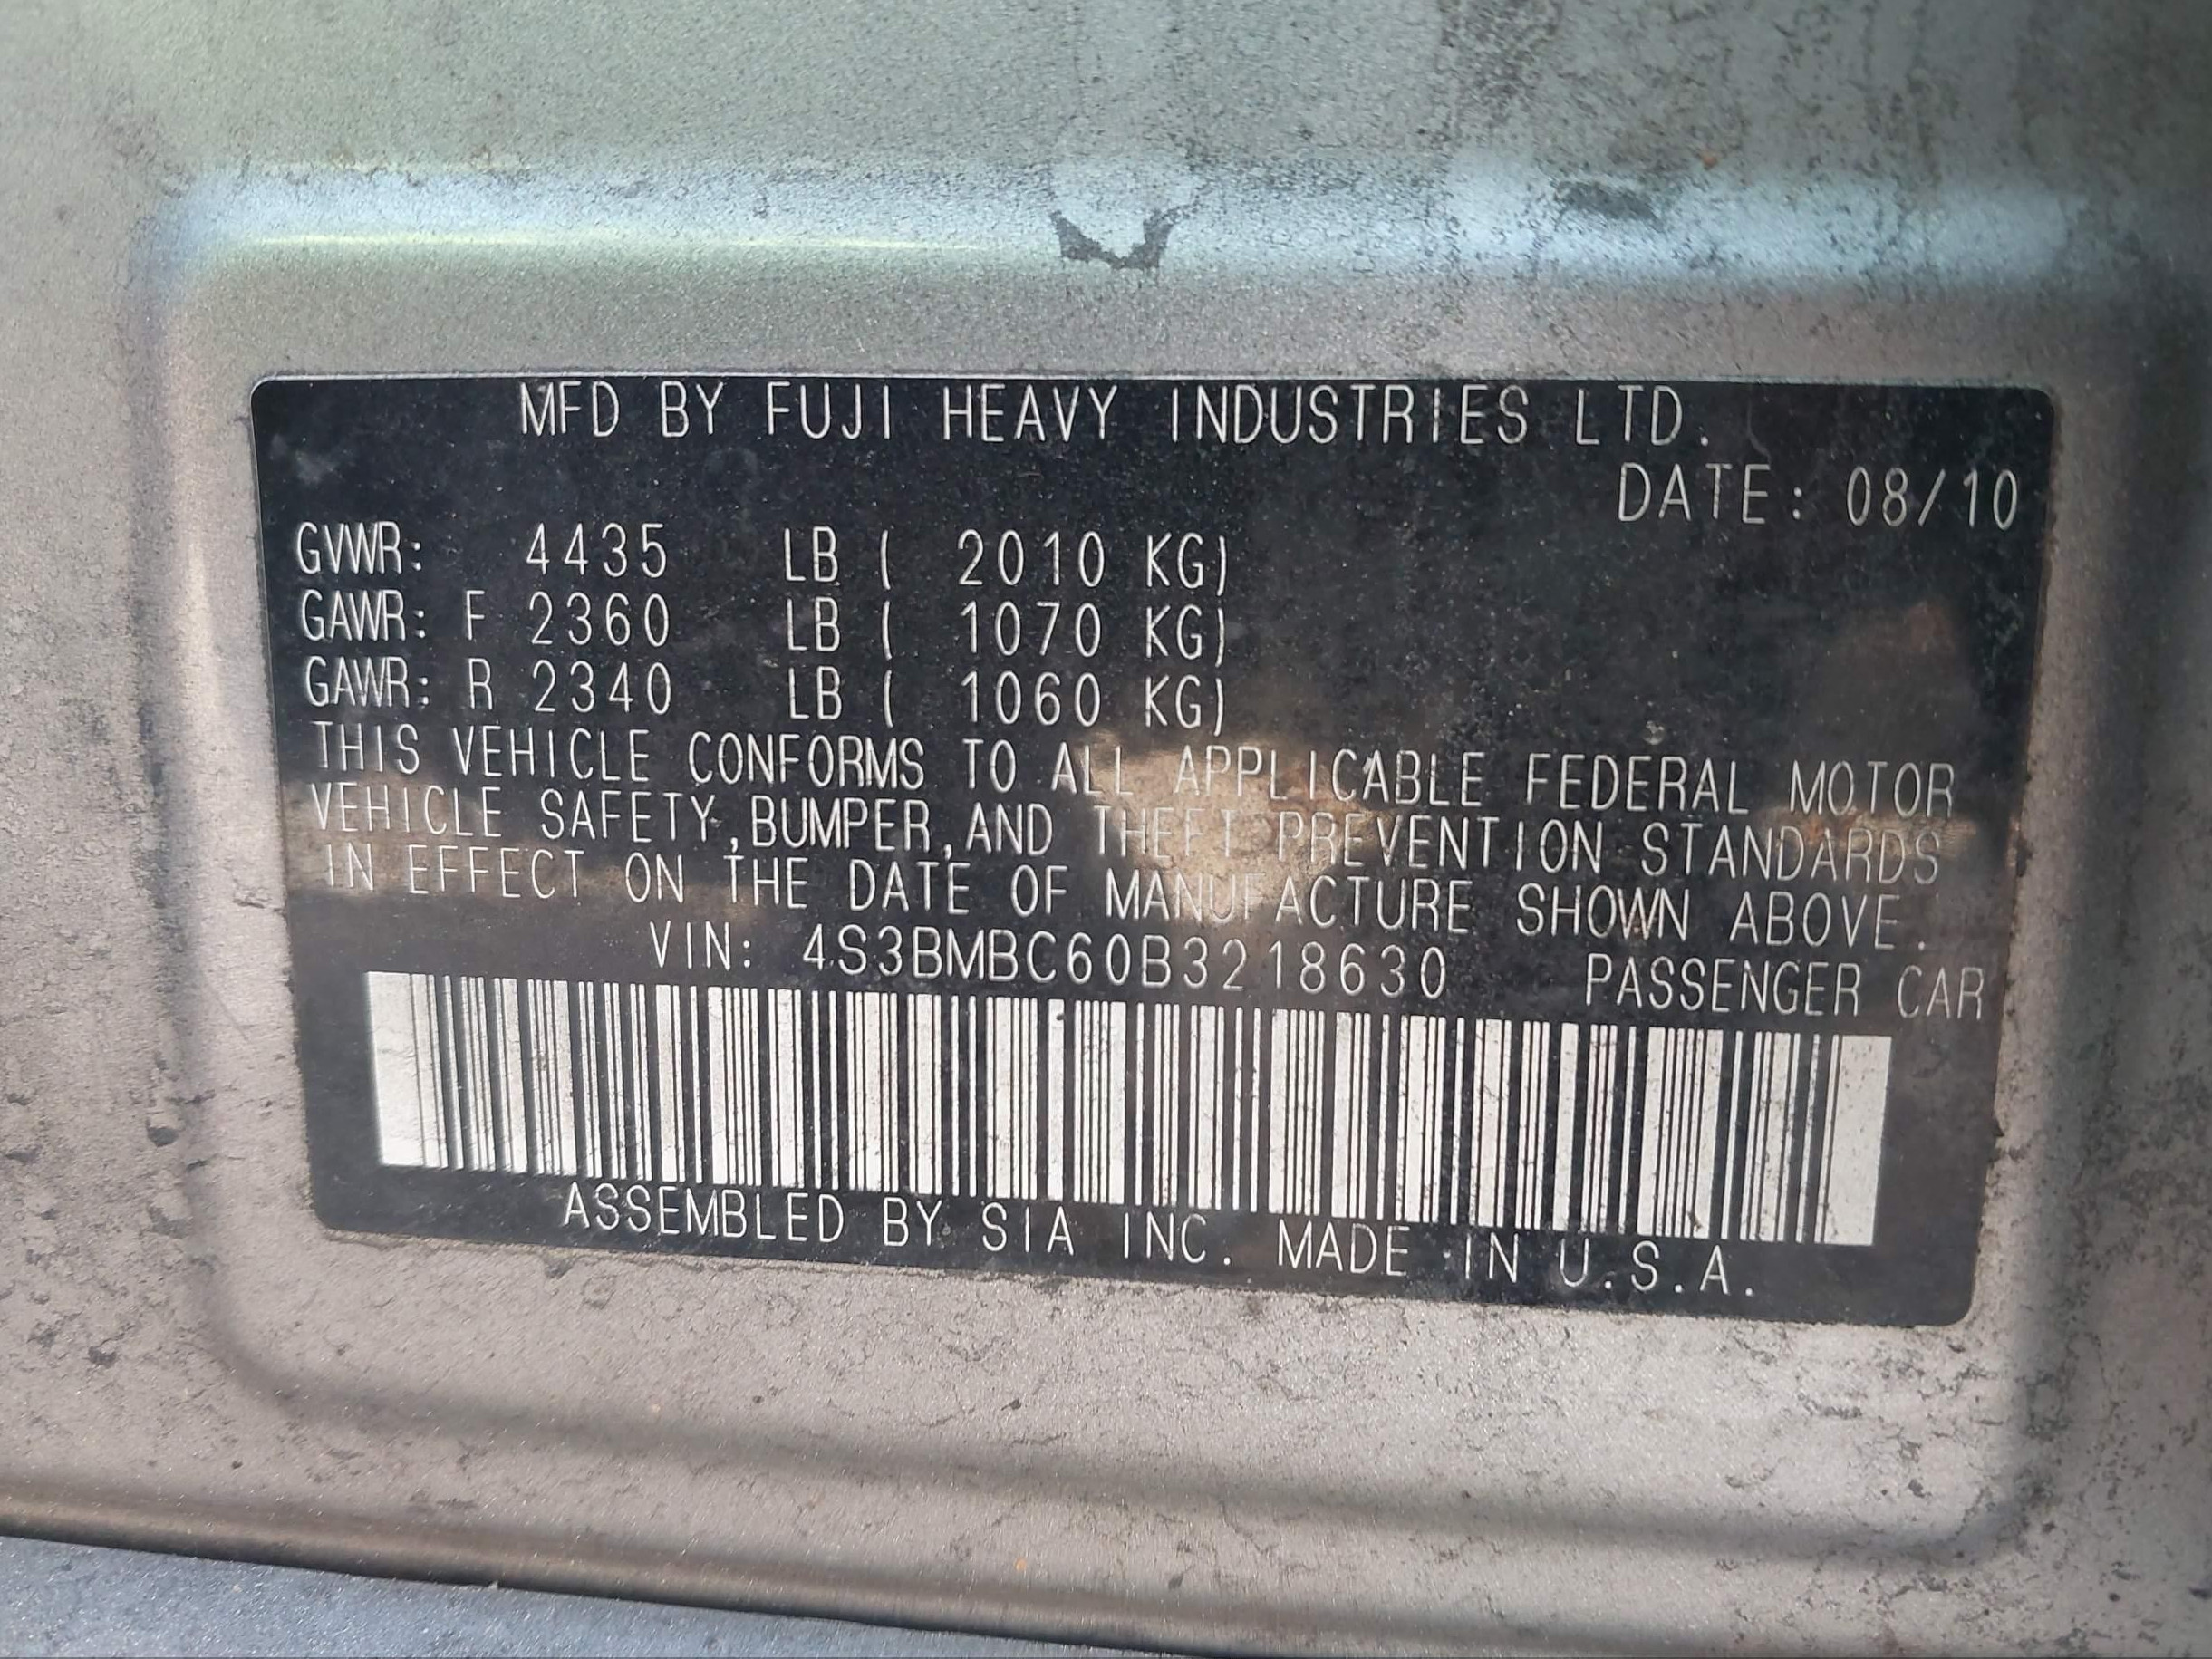 MFD BY FUJI HEAVY INDUSTRIES LTD.
DATE: 08/10
GVWR: 4435 LB ( 2010 KG)
GAWR: F 2360 LB ( 1070 KG)
GAWR: R 2340 LB ( 1060 KG)
THIS VEHICLE CONFORMS TO ALL APPLICABLE FEDERAL MOTOR
VEHICLE SAFETY,BUMPER,AND THEFT PREVENTION STANDARDS
IN EFFECT ON THE DATE OF MANUFACTURE SHOWN ABOVE.
VIN: 4S3BMBC60B3218630 PASSENGER CAR
ASSEMBLED BY SIA INC. MADE IN U.S.A.